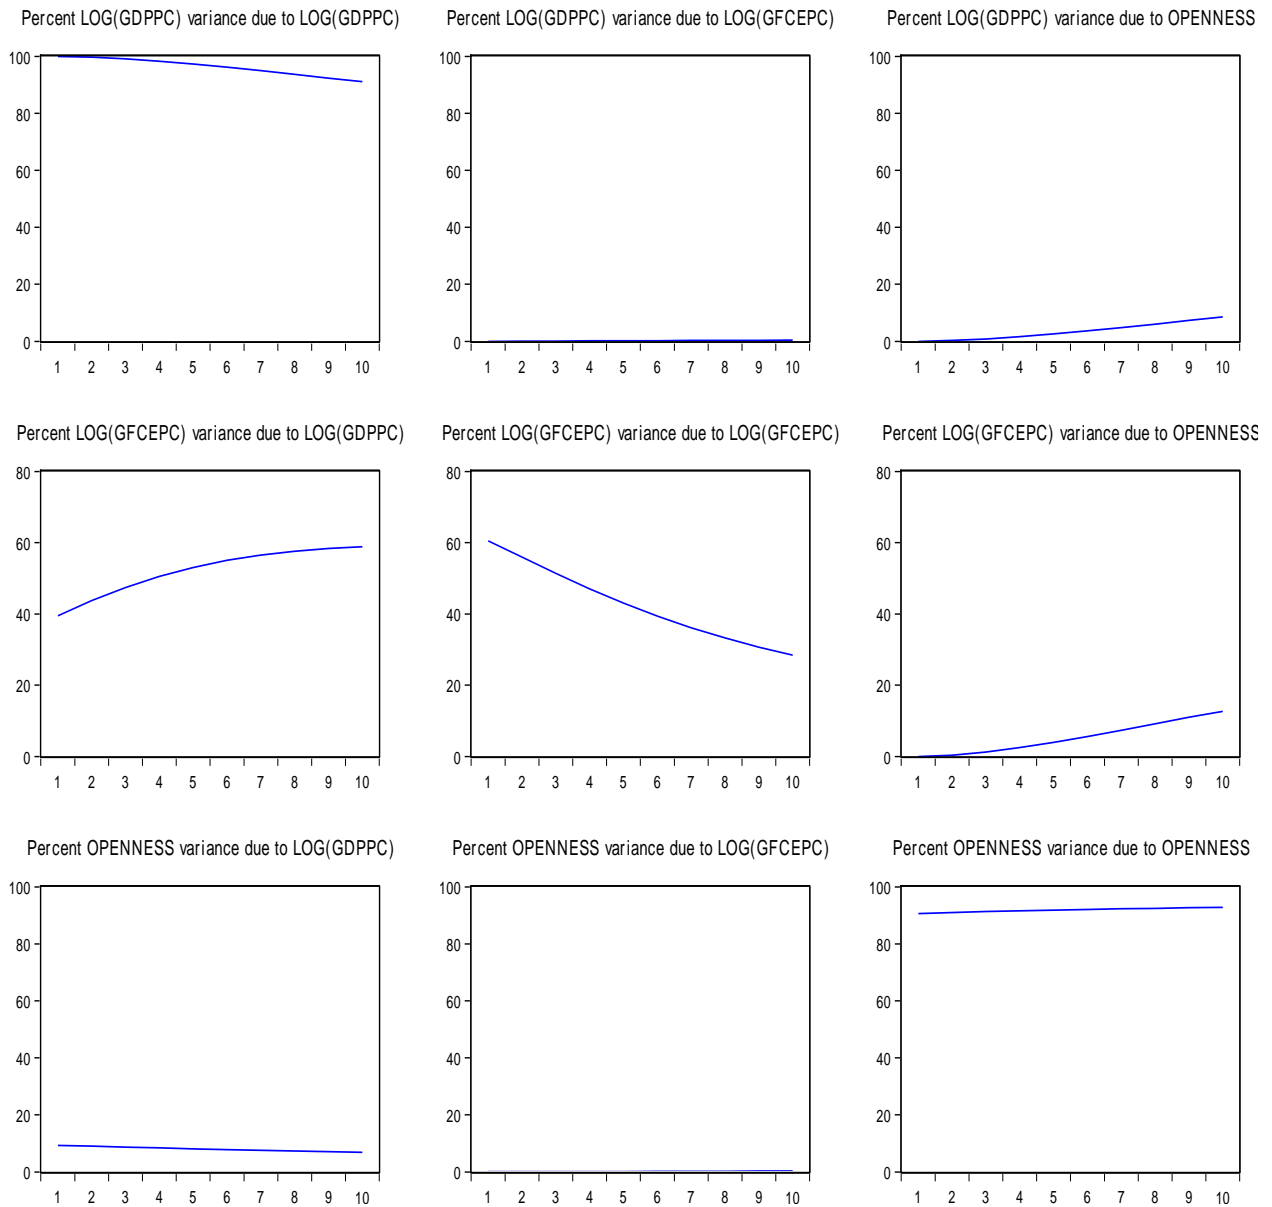 Percent LOG(GDPPC) variance due to LOG(GDPPC)
Percent LOG(GDPPC) variance due to LOG(GFCEPC)
Percent LOG(GDPPC) variance due to OPENNESS
100
80
60
40
20
0
1 2 3 4 5 6 7 8 9 10
100
80
60
40
20
0
1 2 3 4 5 6 7 8 9 10
100
80
60
40
20
0
1 2 3 4 5 6 7 8 9 10
Percent LOG(GFCEPC) variance due to LOG(GDPPC)
Percent LOG(GFCEPC) variance due to LOG(GFCEPC)
Percent LOG(GFCEPC) variance due to OPENNESS
80
60
40
20
0
1 2 3 4 5 6 7 8 9 10
80
60
40
20
0
1 2 3 4 5 6 7 8 9 10
80
60
40
20
0
1 2 3 4 5 6 7 8 9 10
Percent OPENNESS variance due to LOG(GDPPC)
Percent OPENNESS variance due to LOG(GFCEPC)
Percent OPENNESS variance due to OPENNESS
100
80
60
40
20
0
1 2 3 4 5 6 7 8 9 10
100
80
60
40
20
0
1 2 3 4 5 6 7 8 9 10
100
80
60
40
20
0
1 2 3 4 5 6 7 8 9 10